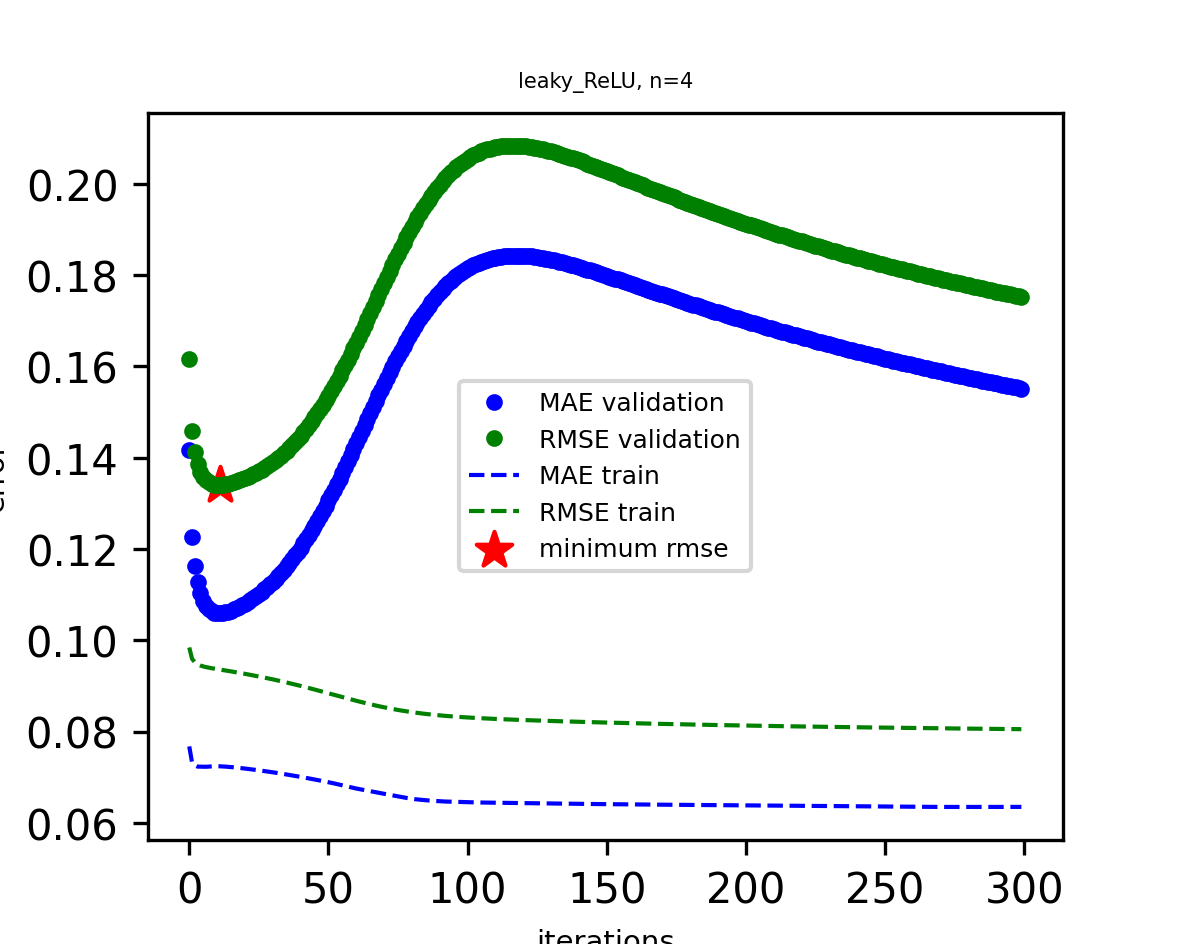 leaky_ReLU, n=4
0.20
0.18
0.16
0.14
0.12
0.10
0.08
0.06
MAE validation
RMSE validation
MAE train
RMSE train
minimum rmse
0 50 100 150 200 250 300
iterations